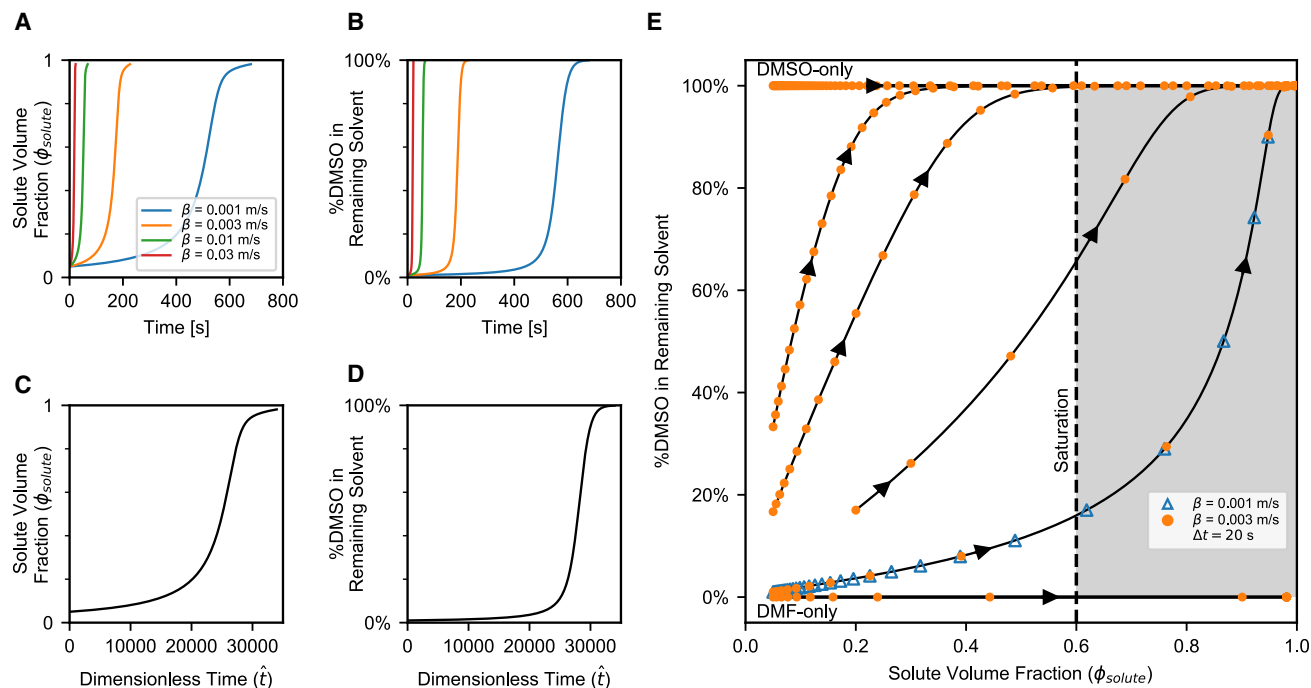 A
Solute Volume
Fraction (ϕsolute)
1
0
0 200 400 600 800
Time [s]
β = 0.001 m/s
β = 0.003 m/s
β = 0.01 m/s
β = 0.03 m/s
B
%DMSO in
Remaining Solvent
100%
0%
0 200 400 600 800
Time [s]
C
Solute Volume
Fraction (ϕsolute)
1
0
0 10000 20000 30000
Dimensionless Time (t̂)
D
%DMSO in
Remaining Solvent
100%
0%
0 10000 20000 30000
Dimensionless Time (t̂)
E
%DMSO in Remaining Solvent
100%
80%
60%
40%
20%
0%
DMSO-only
Saturation
β = 0.001 m/s
β = 0.003 m/s
Δt = 20 s
DMF-only
0.0 0.2 0.4 0.6 0.8 1.0
Solute Volume Fraction (ϕsolute)